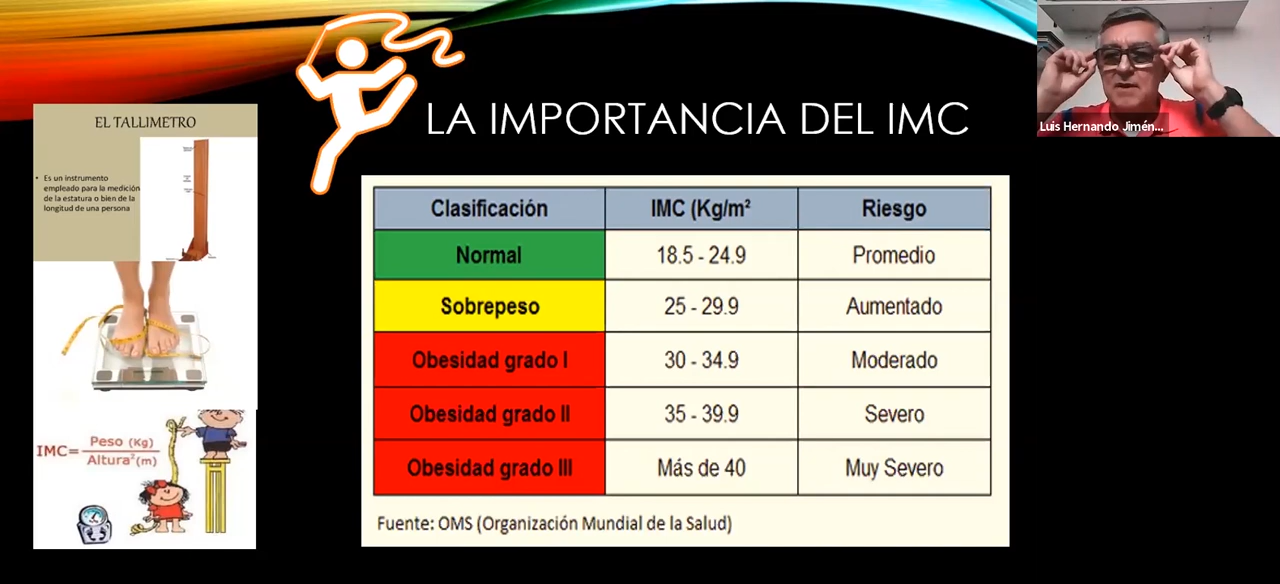 LA IMPORTANCIA DEL IMC
Luis Hernando Jimén...
EL TALLIMETRO
• Es un instrumento
empleado para la medición
de la estatura o bien de la
longitud de una persona
IMC= Peso (Kg)
Altura²(m)
Clasificación IMC (Kg/m² Riesgo
Normal 18.5 - 24.9 Promedio
Sobrepeso 25 - 29.9 Aumentado
Obesidad grado I 30 - 34.9 Moderado
Obesidad grado II 35 - 39.9 Severo
Obesidad grado III Más de 40 Muy Severo
Fuente: OMS (Organización Mundial de la Salud)